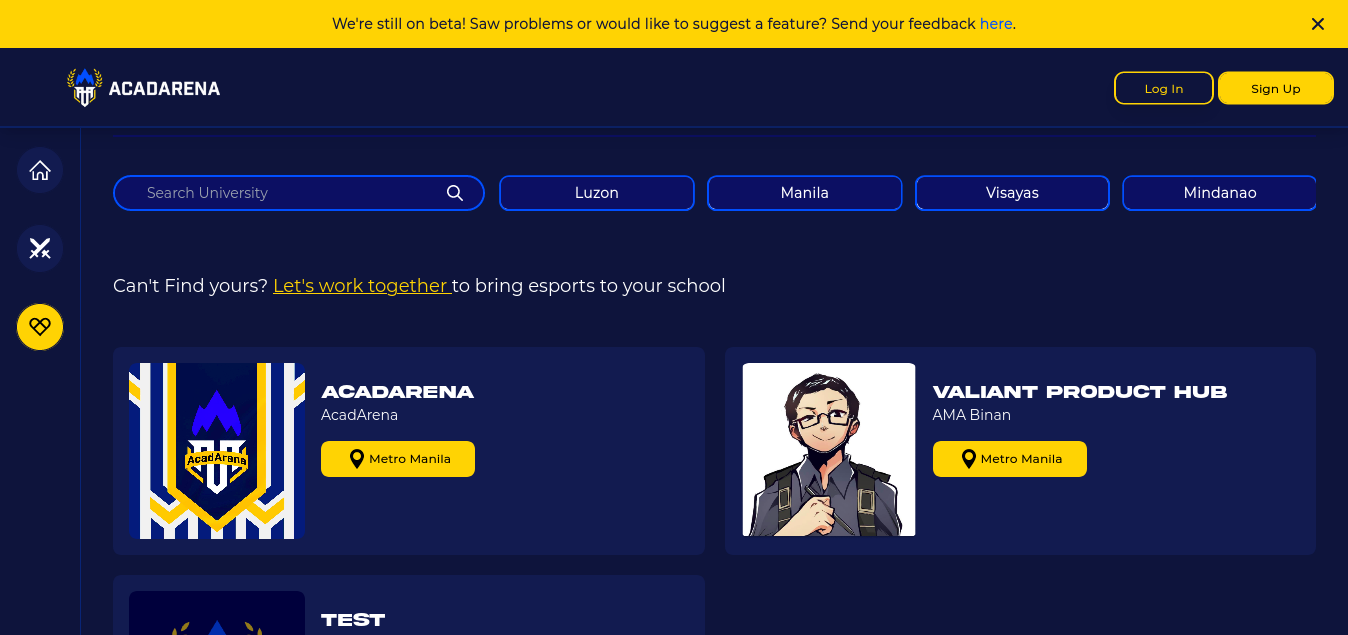 We're still on beta! Saw problems or would like to suggest a feature? Send your feedback here.
ACADARENA
Log In
Sign Up
Search University
Luzon
Manila
Visayas
Mindanao
Can't Find yours? Let's work together to bring esports to your school
AcadArena
ACADARENA
AcadArena
Metro Manila
VALIANT PRODUCT HUB
AMA Binan
Metro Manila
TEST